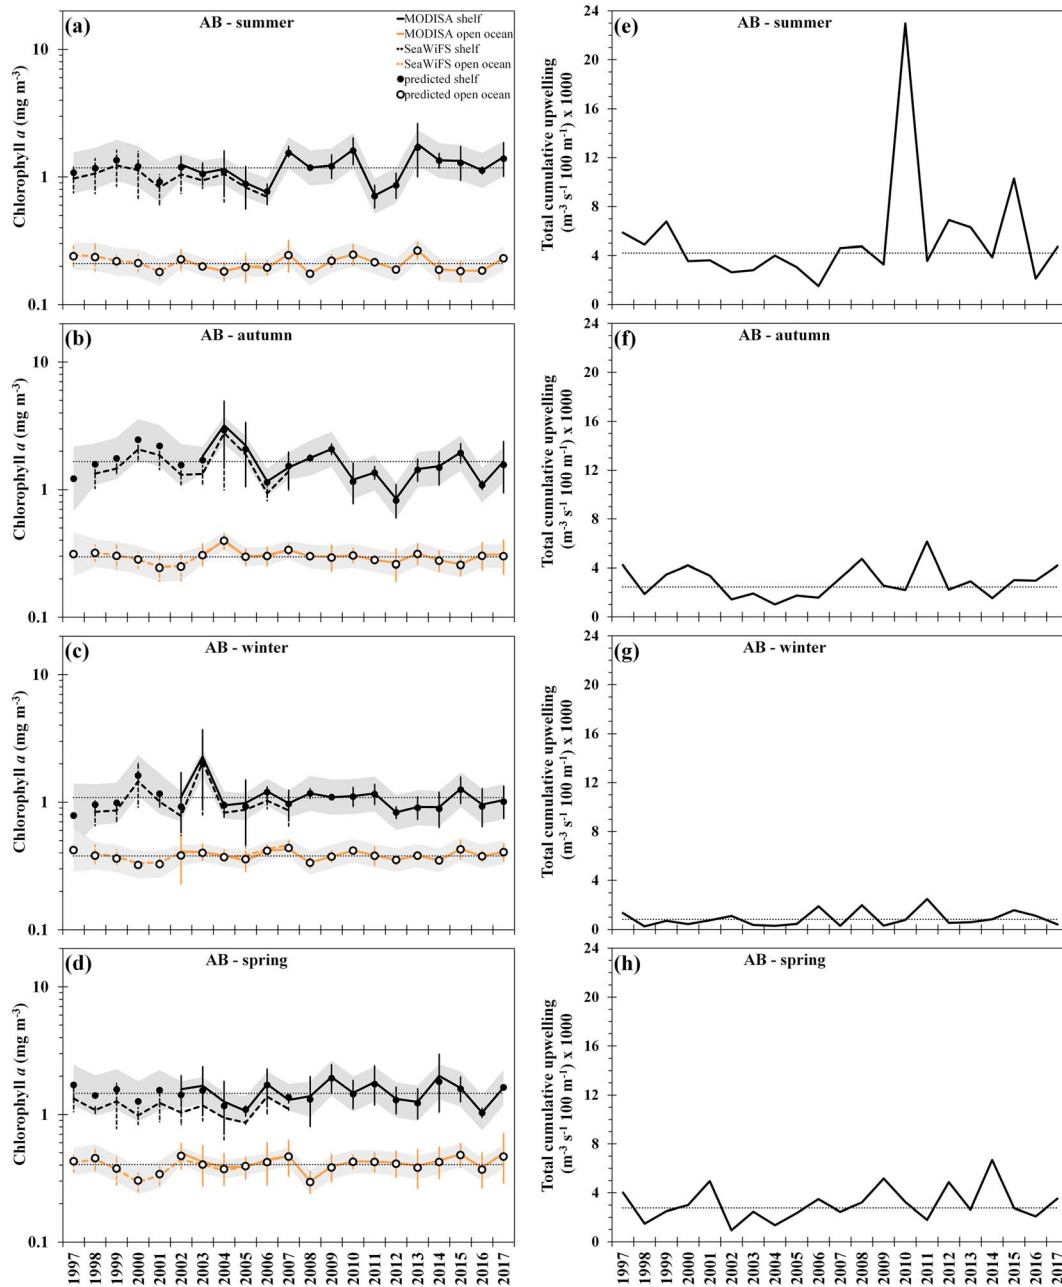 (a)
AB - summer
MODISA shelf
MODISA open ocean
SeaWiFS shelf
SeaWiFS open ocean
predicted shelf
predicted open ocean
Chlorophyll a (mg m-3)
10
1
0.1
(b)
AB - autumn
Chlorophyll a (mg m-3)
10
1
0.1
(c)
AB - winter
Chlorophyll a (mg m-3)
10
1
0.1
(d)
AB - spring
Chlorophyll a (mg m-3)
10
1
0.1
1997 1998 1999 2000 2001 2002 2003 2004 2005 2006 2007 2008 2009 2010 2011 2012 2013 2014 2015 2016 2017
(e)
AB - summer
Total cumulative upwelling
(m-3 s-1 100 m-1) x 1000
24
20
16
12
8
4
0
(f)
AB - autumn
Total cumulative upwelling
(m-3 s-1 100 m-1) x 1000
24
20
16
12
8
4
0
(g)
AB - winter
Total cumulative upwelling
(m-3 s-1 100 m-1) x 1000
24
20
16
12
8
4
0
(h)
AB - spring
Total cumulative upwelling
(m-3 s-1 100 m-1) x 1000
24
20
16
12
8
4
0
1997 1998 1999 2000 2001 2002 2003 2004 2005 2006 2007 2008 2009 2010 2011 2012 2013 2014 2015 2016 2017